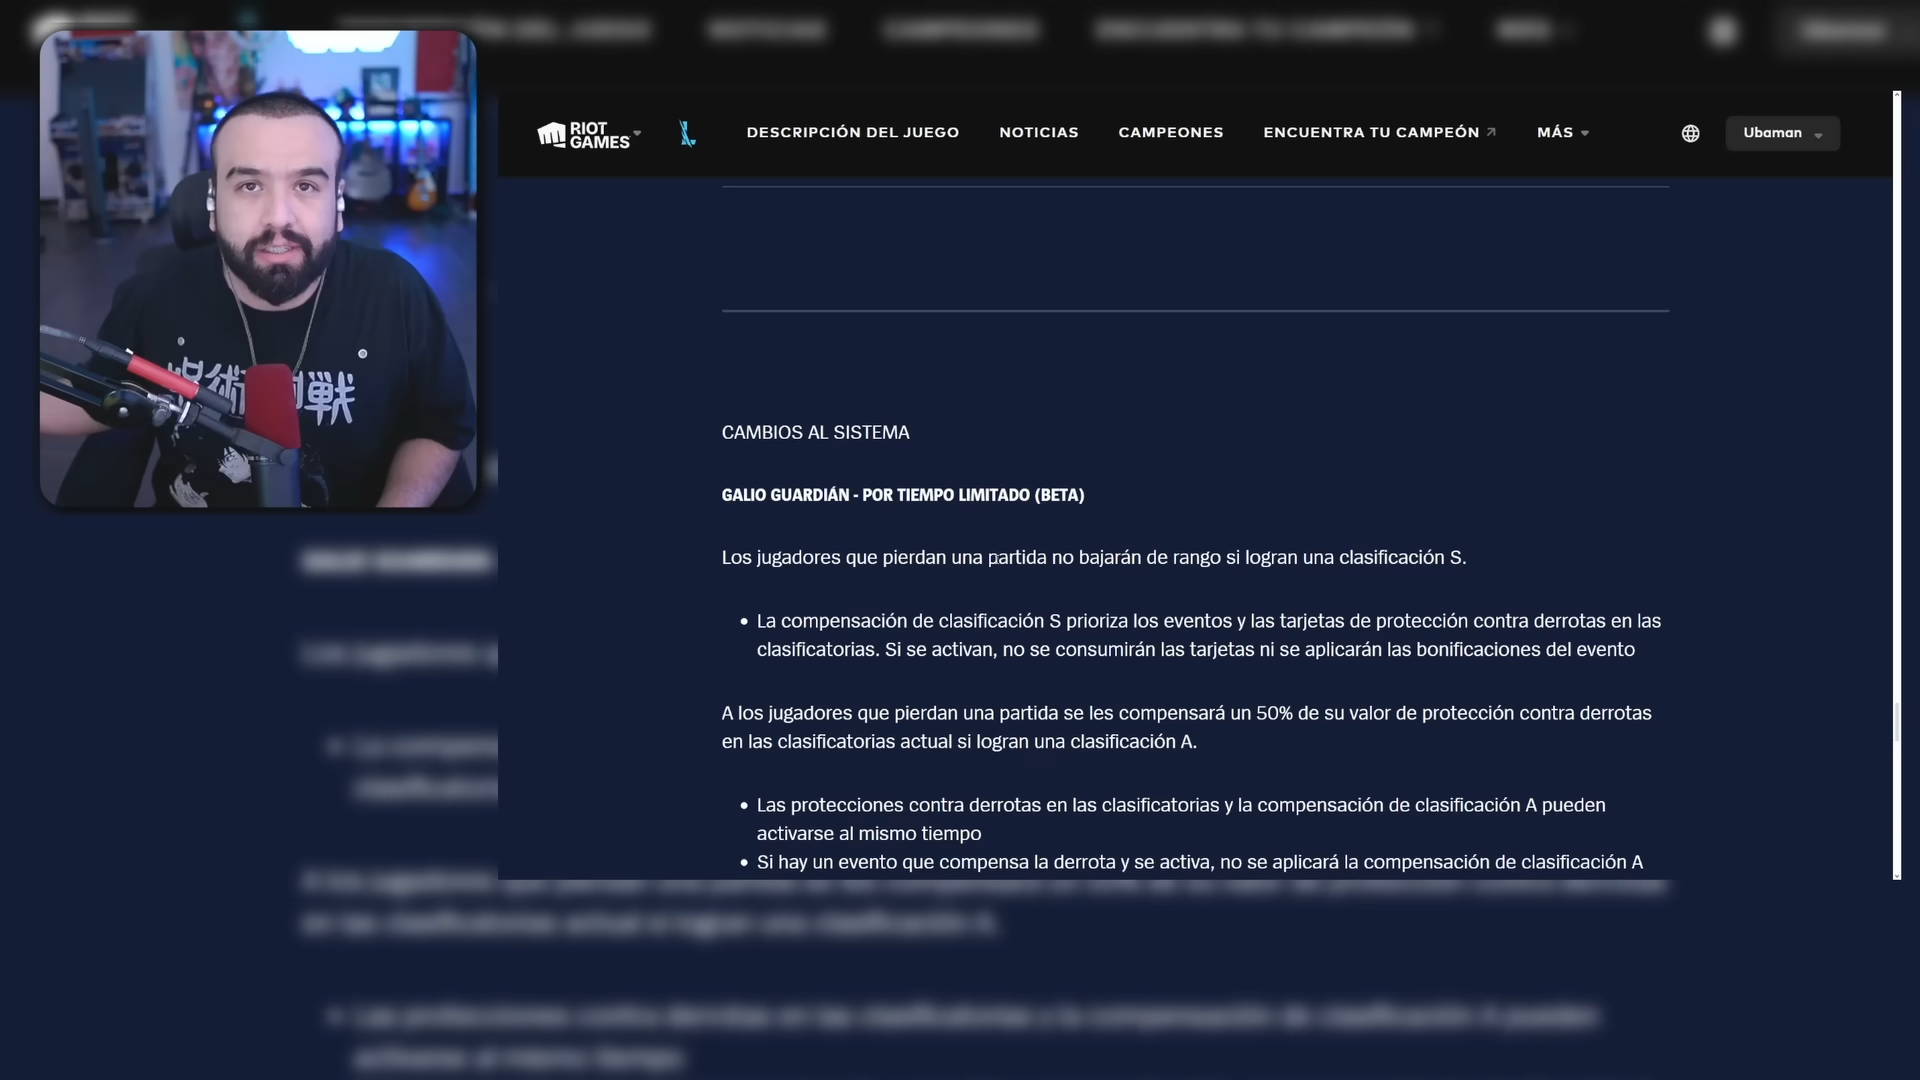 RIOT
GAMES
DESCRIPCIÓN DEL JUEGO
NOTICIAS
CAMPEONES
ENCUENTRA TU CAMPEÓN
MÁS
Ubaman
CAMBIOS AL SISTEMA
GALIO GUARDIÁN - POR TIEMPO LIMITADO (BETA)
Los jugadores que pierdan una partida no bajarán de rango si logran una clasificación S.
• La compensación de clasificación S prioriza los eventos y las tarjetas de protección contra derrotas en las
clasificatorias. Si se activan, no se consumirán las tarjetas ni se aplicarán las bonificaciones del evento
A los jugadores que pierdan una partida se les compensará un 50% de su valor de protección contra derrotas
en las clasificatorias actual si logran una clasificación A.
• Las protecciones contra derrotas en las clasificatorias y la compensación de clasificación A pueden
activarse al mismo tiempo
• Si hay un evento que compensa la derrota y se activa, no se aplicará la compensación de clasificación A